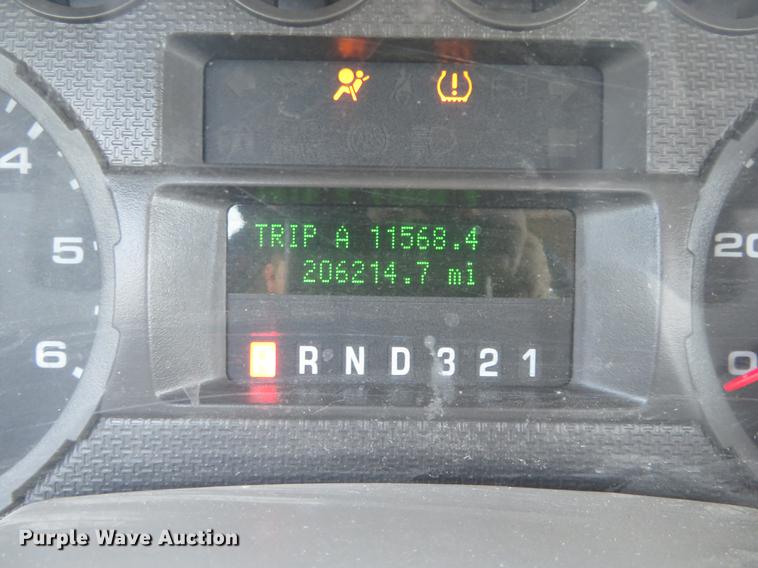 4
5
6
TRIP A 11568.4
206214.7 mi
R N D 3 2 1
20
0
Purple Wave Auction